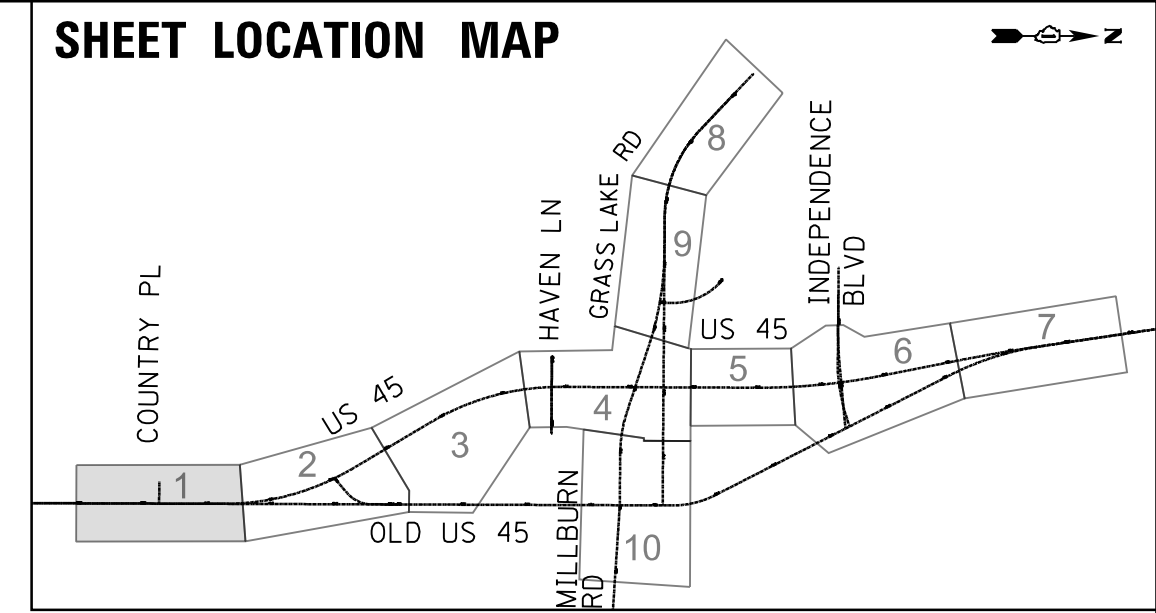 SHEET LOCATION MAP
N
8
GRASS LAKE RD
INDEPENDENCE
BLVD
HAVEN LN
9
COUNTRY PL
US 45
7
6
5
US 45
4
3
2
1
OLD US 45
MILLBURN
RD
10